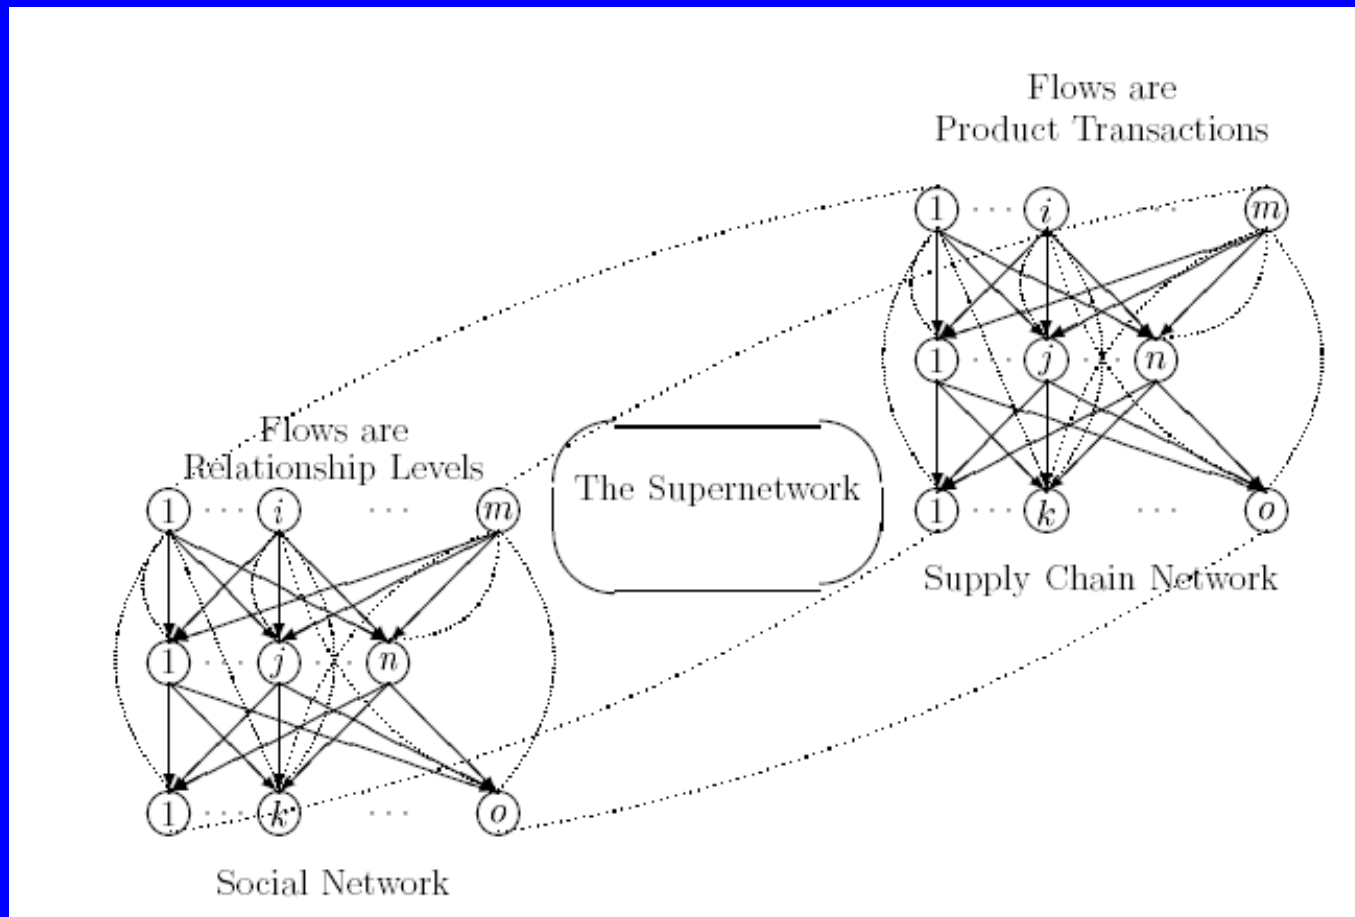 Flows are
Product Transactions
1 ··· i ··· m
1 ··· j ··· n
1 ··· k ··· o
Supply Chain Network
The Supernetwork
Flows are
Relationship Levels
1 ··· i ··· m
1 ··· j ··· n
1 ··· k ··· o
Social Network